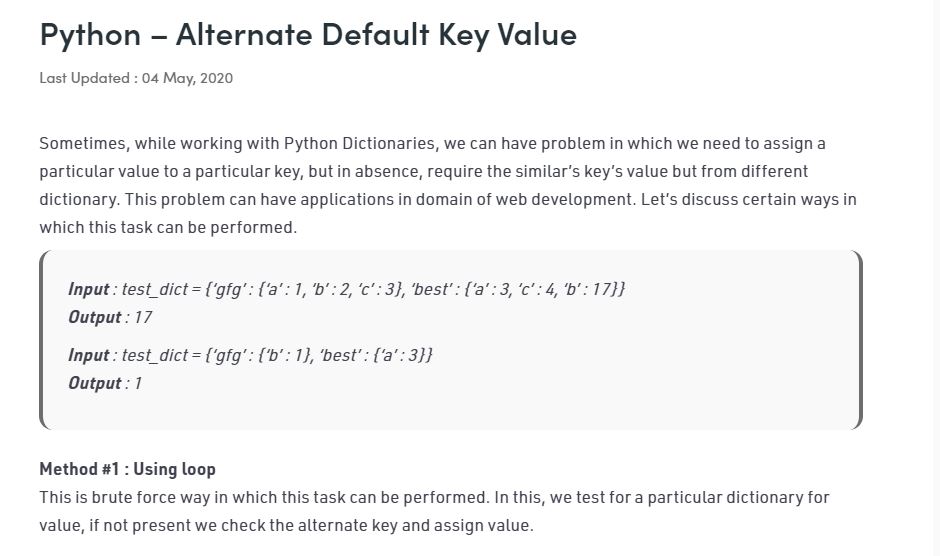 Python – Alternate Default Key Value
Last Updated : 04 May, 2020
Sometimes, while working with Python Dictionaries, we can have problem in which we need to assign a
particular value to a particular key, but in absence, require the similar’s key’s value but from different
dictionary. This problem can have applications in domain of web development. Let’s discuss certain ways in
which this task can be performed.
Input : test_dict = {‘gfg’ : {‘a’ : 1, ‘b’ : 2, ‘c’ : 3}, ‘best’ : {‘a’ : 3, ‘c’ : 4, ‘b’ : 17}}
Output : 17
Input : test_dict = {‘gfg’ : {‘b’ : 1}, ‘best’ : {‘a’ : 3}}
Output : 1
Method #1 : Using loop
This is brute force way in which this task can be performed. In this, we test for a particular dictionary for
value, if not present we check the alternate key and assign value.